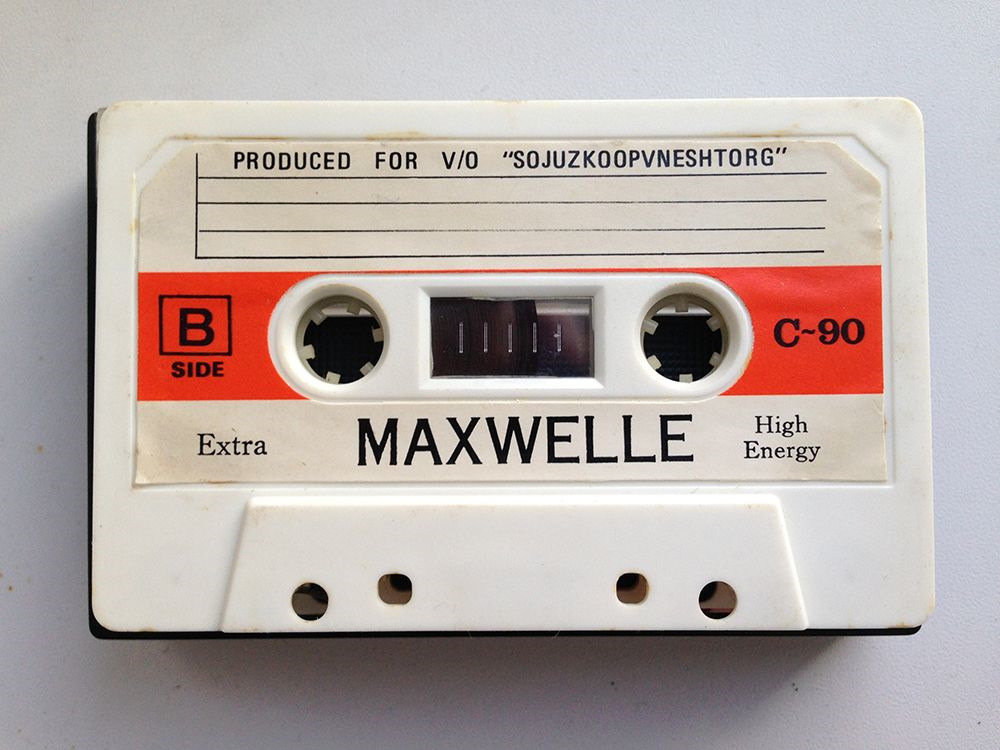 PRODUCED FOR V/O "SOJUZKOOPVNESHTORG"
B
SIDE
C~90
Extra
MAXWELLE
High
Energy